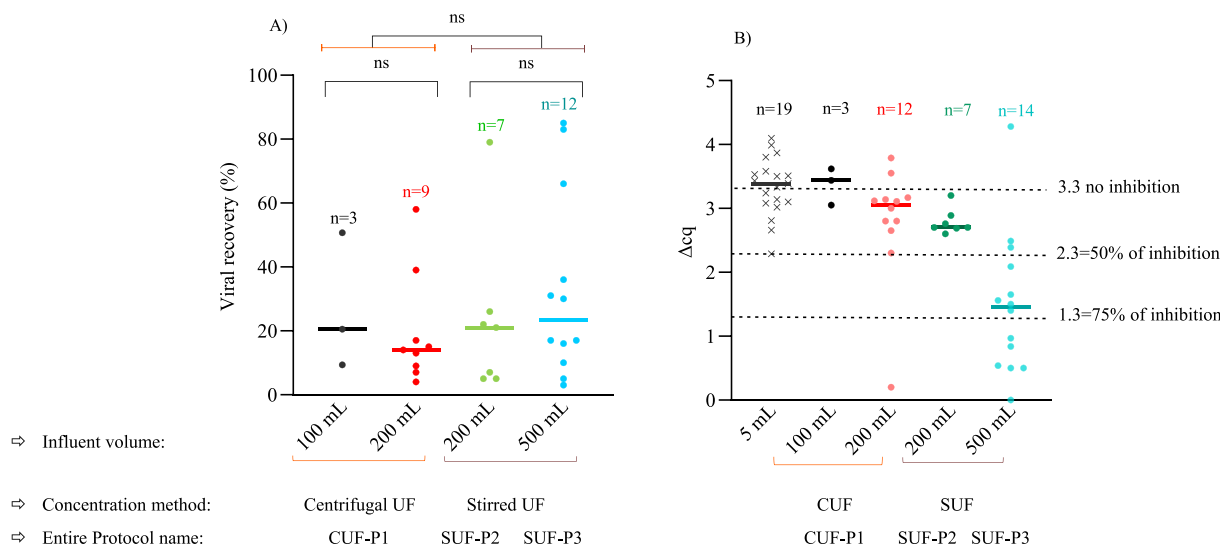 A)
ns
ns
ns
Viral recovery (%)
100
80
60
40
20
0
n=3
n=9
n=7
n=12
100 mL
200 mL
200 mL
500 mL
B)
Δcq
5
4
3
2
1
0
n=19
n=3
n=12
n=7
n=14
3.3 no inhibition
2.3=50% of inhibition
1.3=75% of inhibition
5 mL
100 mL
200 mL
200 mL
500 mL
⇨ Influent volume:
⇨ Concentration method: Centrifugal UF Stirred UF CUF SUF
⇨ Entire Protocol name: CUF-P1 SUF-P2 SUF-P3 CUF-P1 SUF-P2 SUF-P3